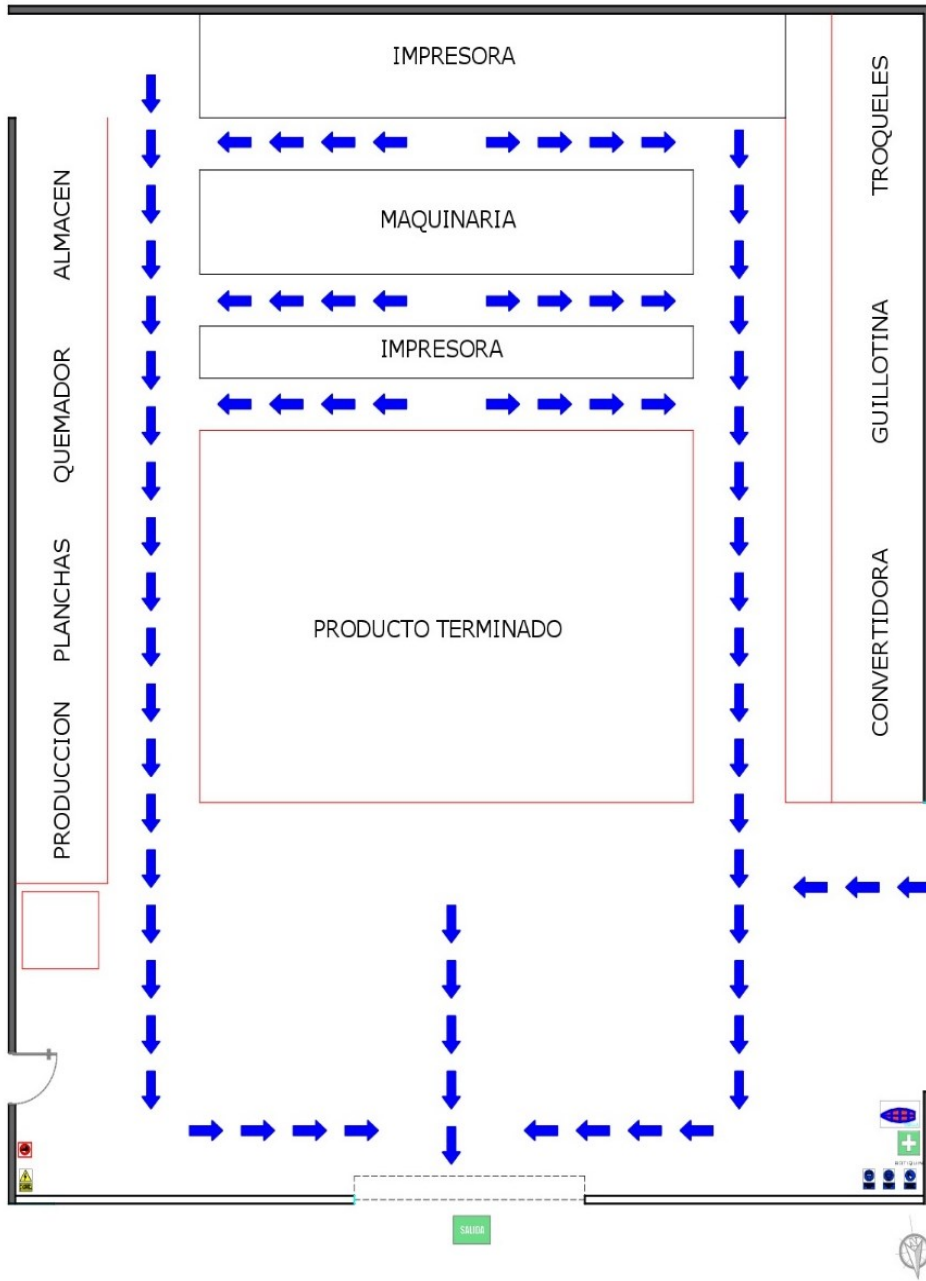 IMPRESORA
MAQUINARIA
IMPRESORA
PRODUCTO TERMINADO
ALMACEN
QUEMADOR
PLANCHAS
PRODUCCION
TROQUELES
GUILLOTINA
CONVERTIDORA
SALIDA